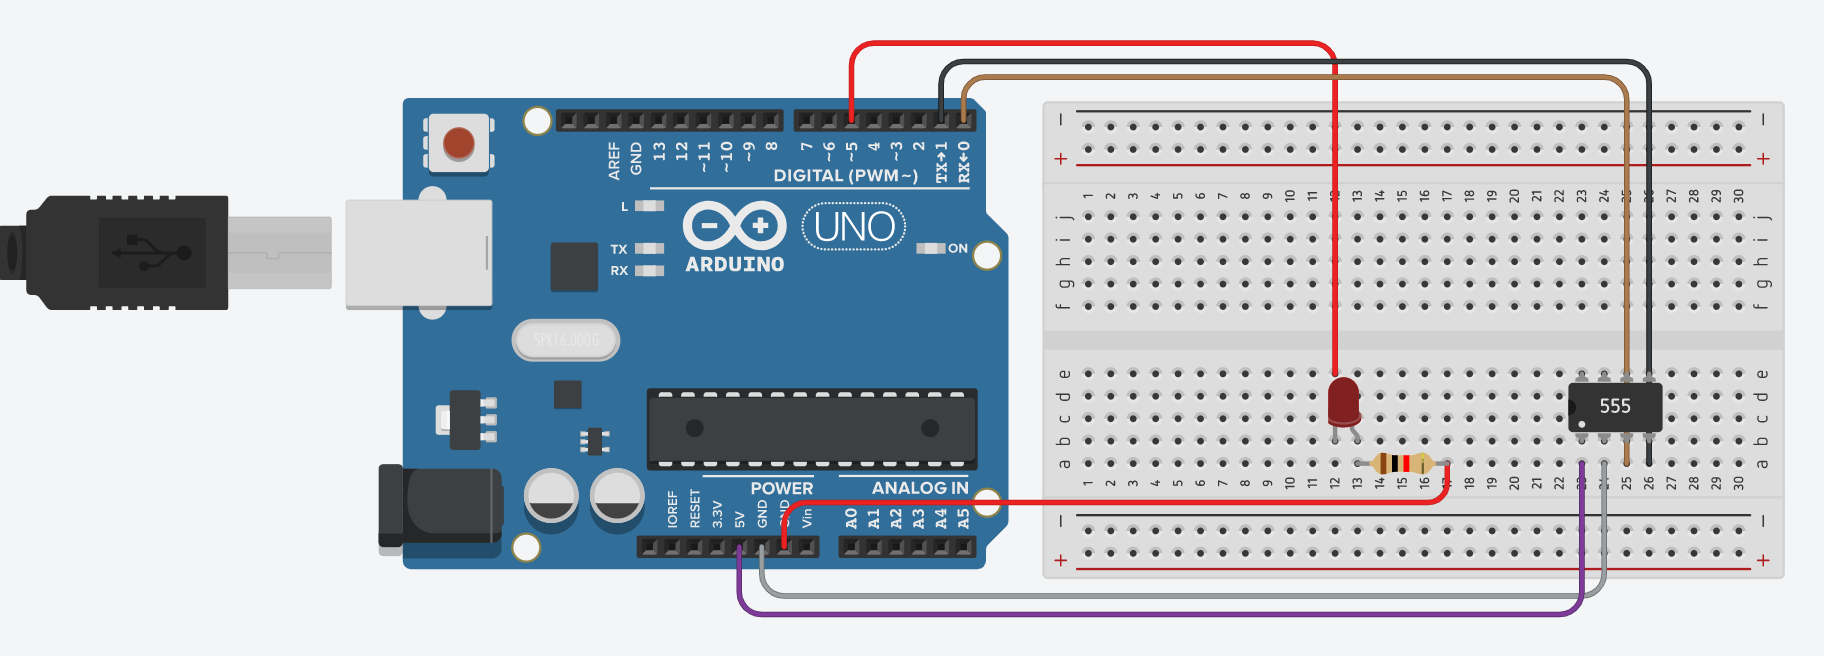 AREF GND 13 12 ~11 ~10 ~9 8 7 ~6 ~5 4 ~3 2 TX→1 RX←0
DIGITAL (PWM ~)
L
TX
RX
ARDUINO
UNO
ON
SPK16.000G
POWER
ANALOG IN
IOREF RESET 3.3V 5V GND GND Vin A0 A1 A2 A3 A4 A5
− −
+ +
1 2 3 4 5 6 7 8 9 10 11 12 13 14 15 16 17 18 19 20 21 22 23 24 25 26 27 28 29 30
j j
i i
h h
g g
f f
e e
d d
555
c c
b b
a a
1 2 3 4 5 6 7 8 9 10 11 12 13 14 15 16 17 18 19 20 21 22 23 24 25 26 27 28 29 30
− −
+ +